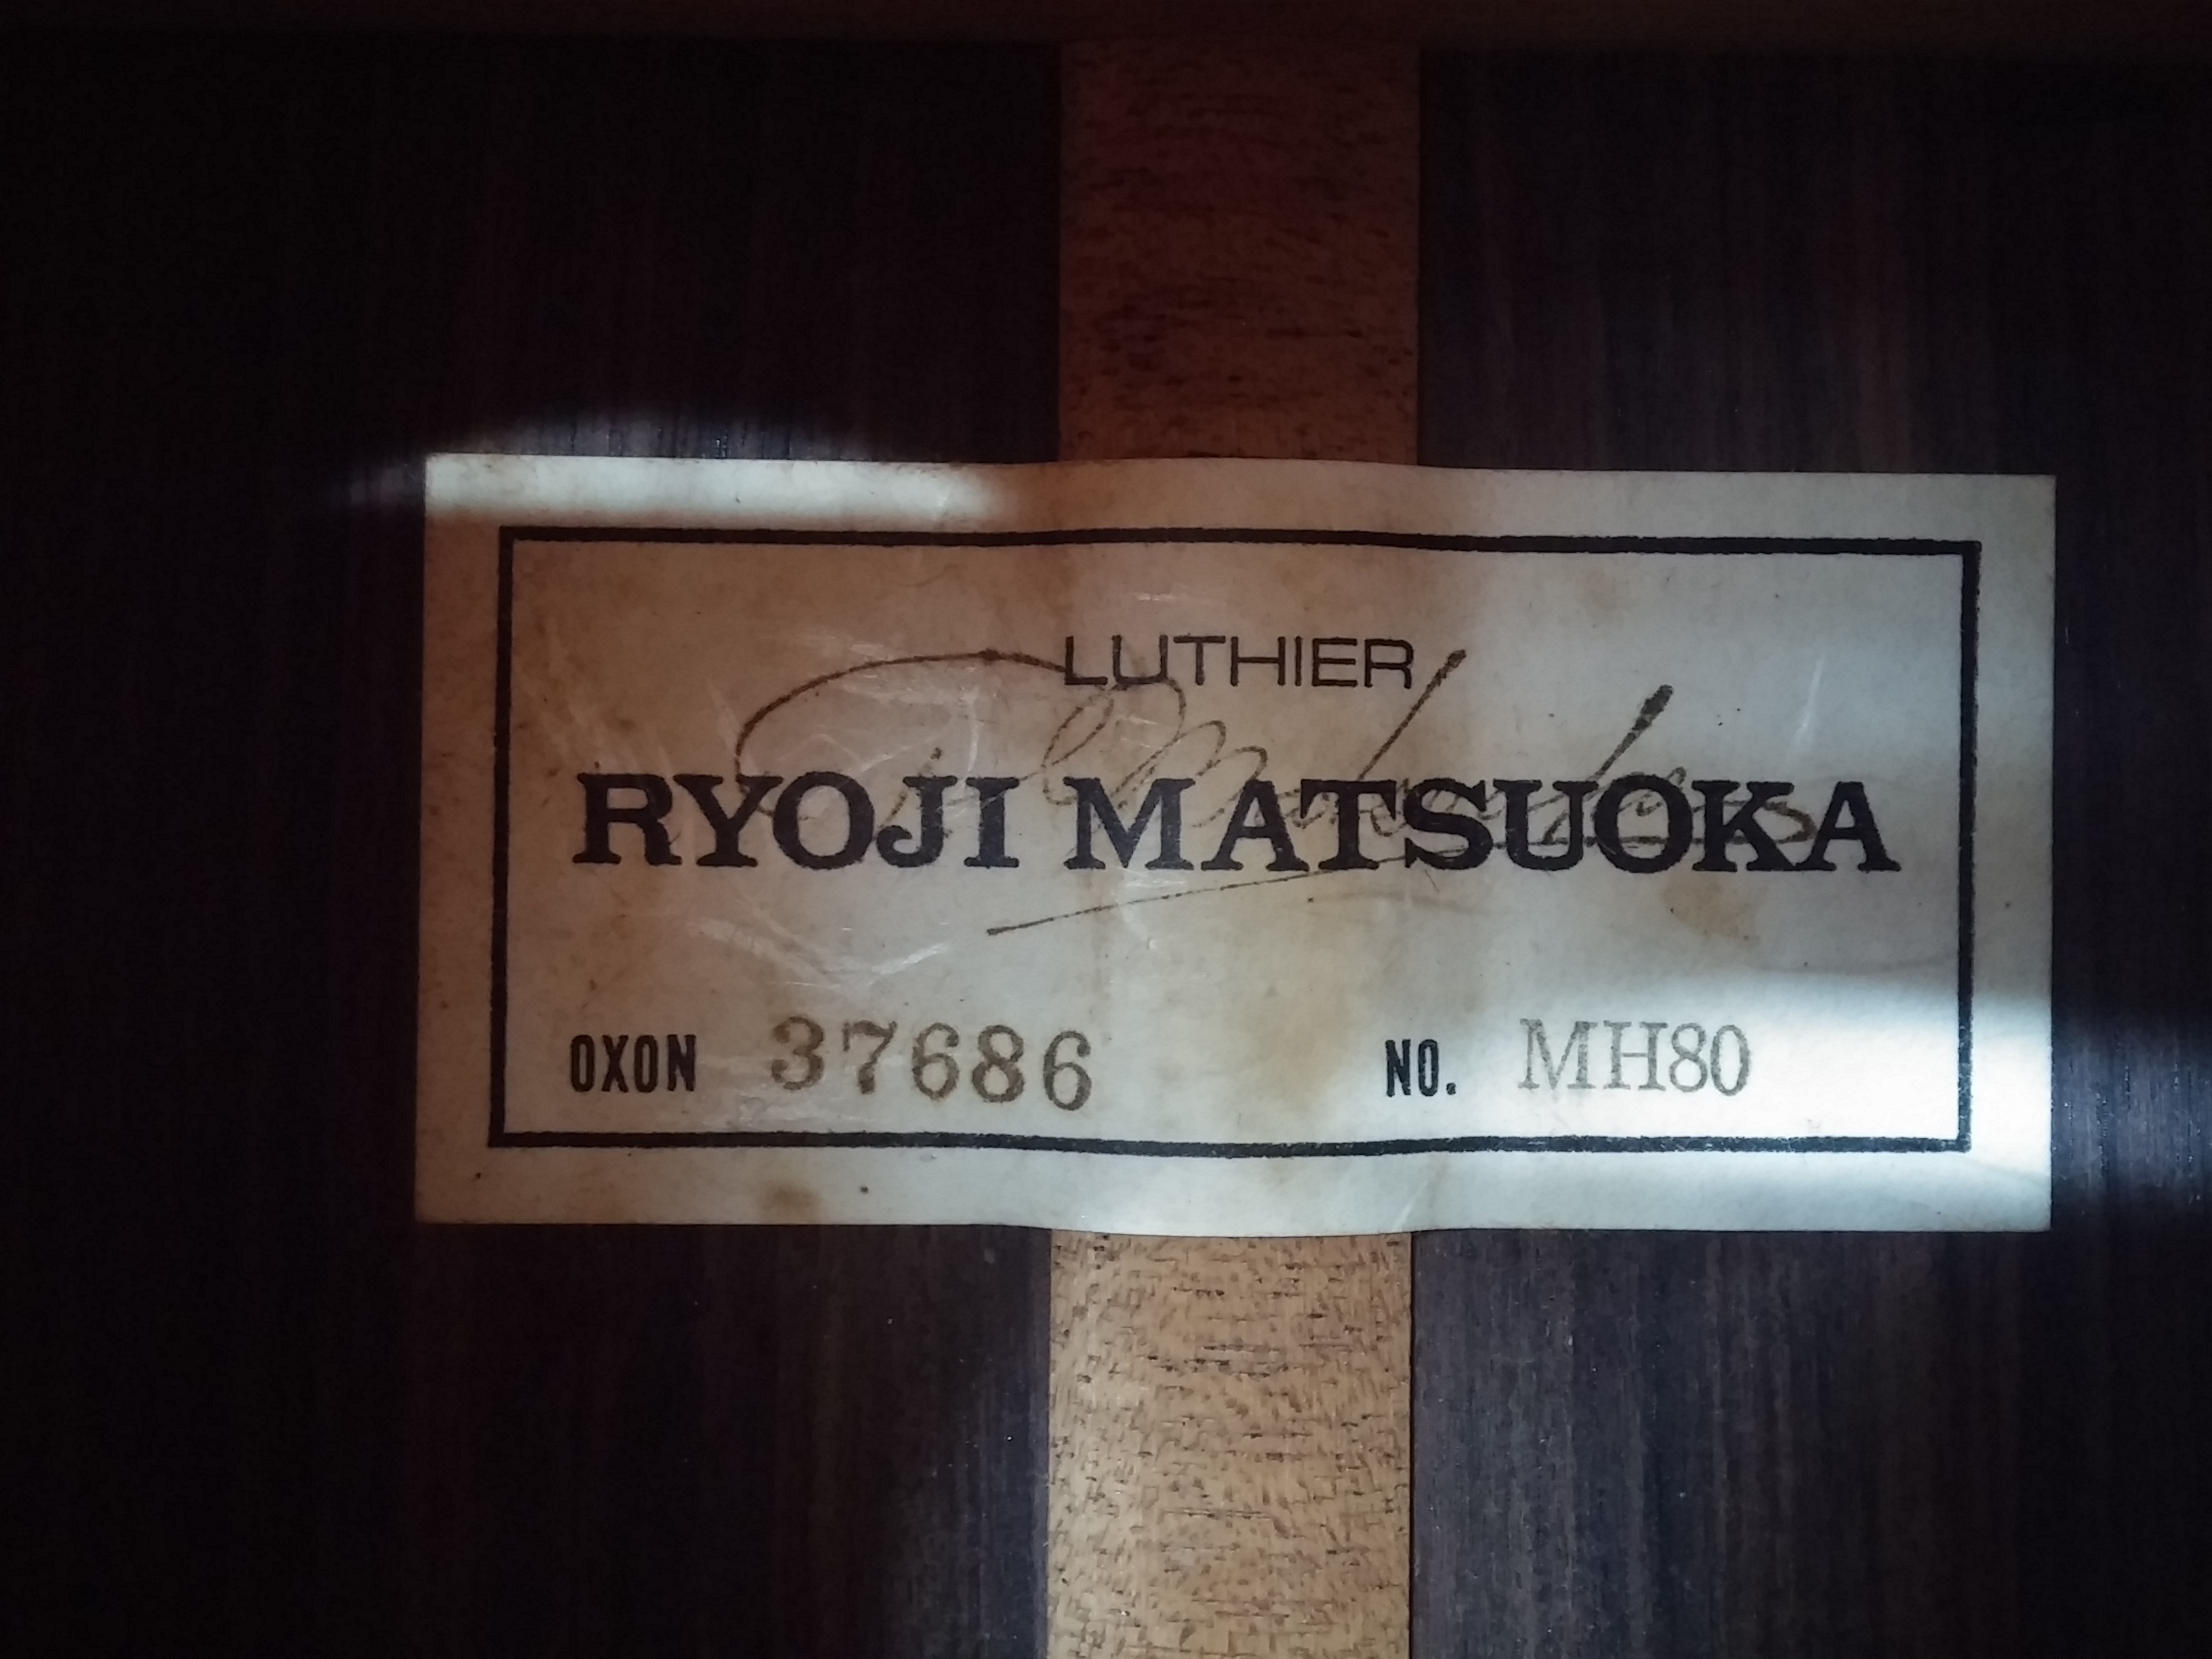 LUTHIER
RYOJI MATSUOKA
OXON 37686 NO. MH80